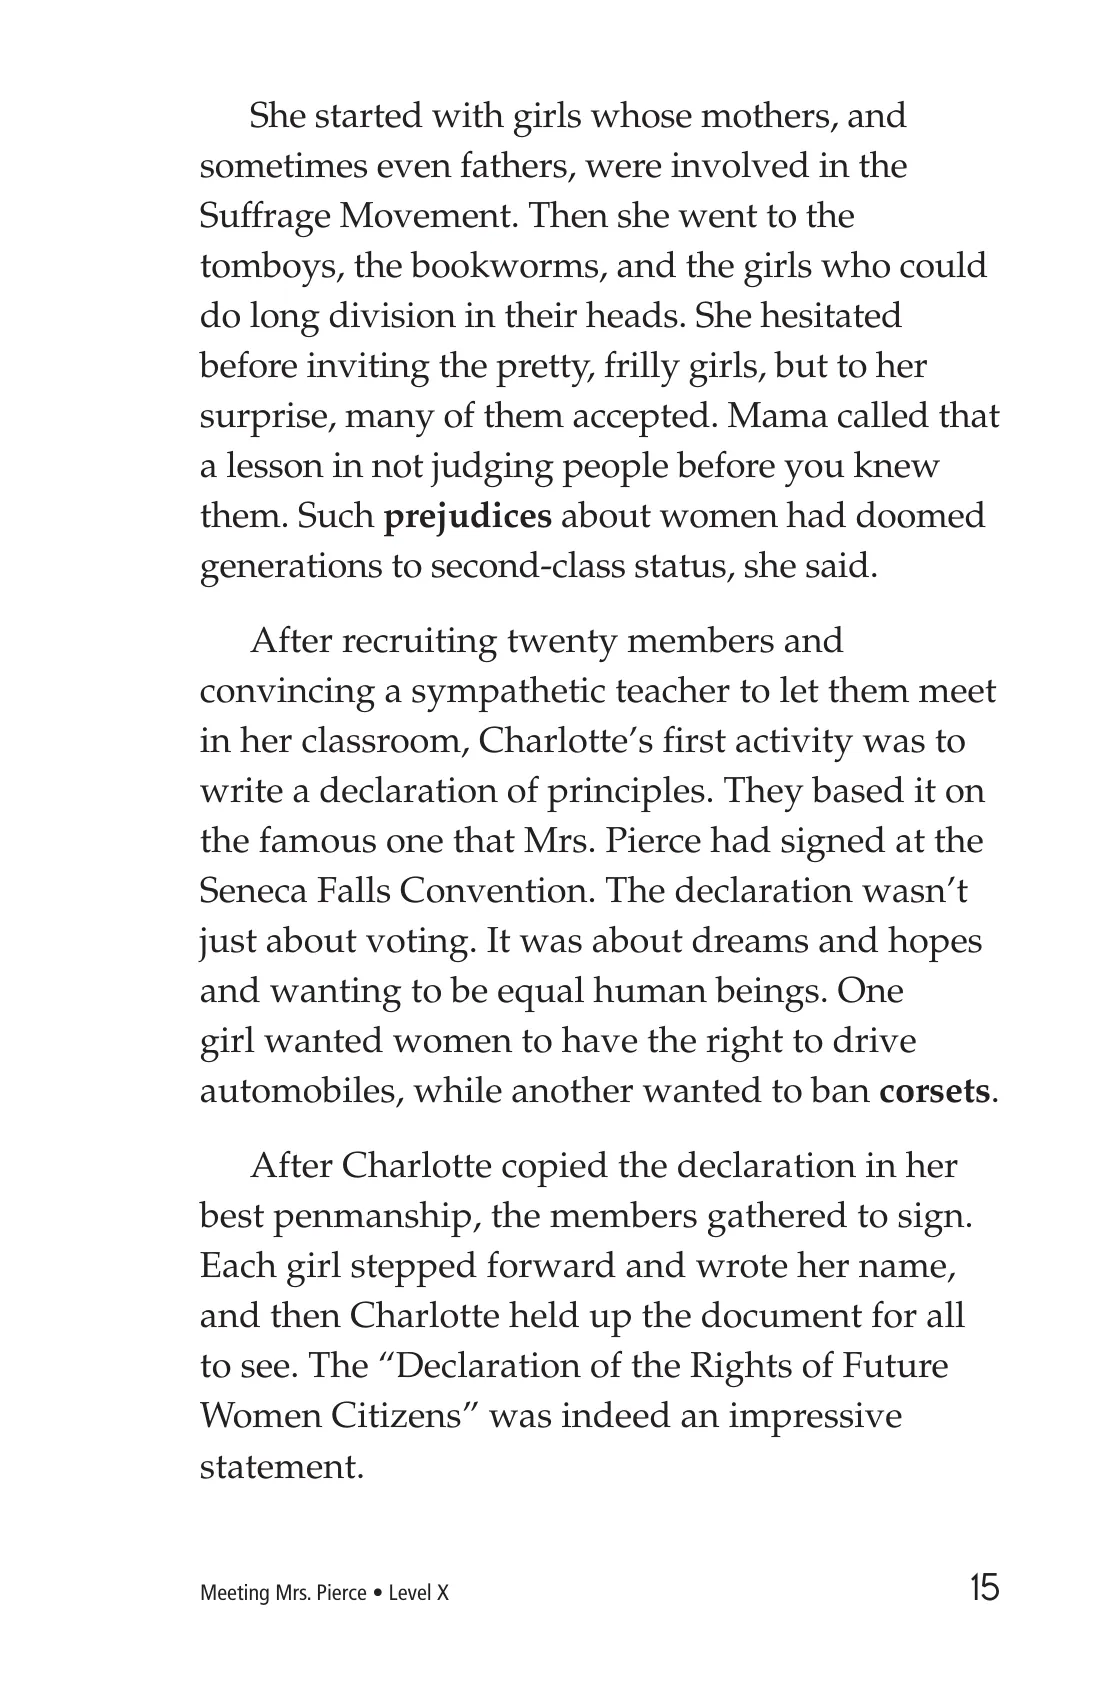 She started with girls whose mothers, and
sometimes even fathers, were involved in the
Suffrage Movement. Then she went to the
tomboys, the bookworms, and the girls who could
do long division in their heads. She hesitated
before inviting the pretty, frilly girls, but to her
surprise, many of them accepted. Mama called that
a lesson in not judging people before you knew
them. Such prejudices about women had doomed
generations to second-class status, she said.
After recruiting twenty members and
convincing a sympathetic teacher to let them meet
in her classroom, Charlotte’s first activity was to
write a declaration of principles. They based it on
the famous one that Mrs. Pierce had signed at the
Seneca Falls Convention. The declaration wasn’t
just about voting. It was about dreams and hopes
and wanting to be equal human beings. One
girl wanted women to have the right to drive
automobiles, while another wanted to ban corsets.
After Charlotte copied the declaration in her
best penmanship, the members gathered to sign.
Each girl stepped forward and wrote her name,
and then Charlotte held up the document for all
to see. The “Declaration of the Rights of Future
Women Citizens” was indeed an impressive
statement.
Meeting Mrs. Pierce • Level X 15